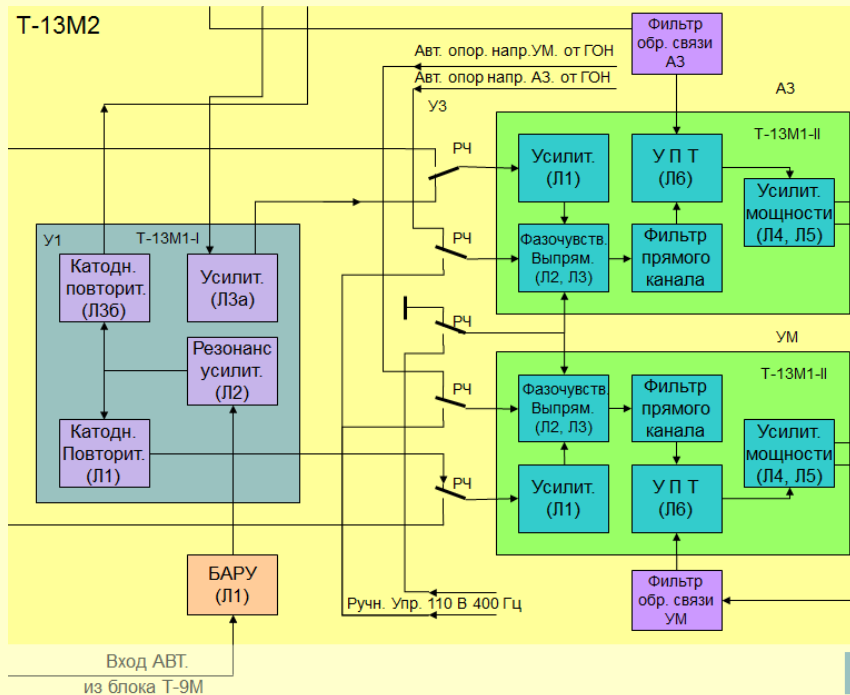 Т-13М2
Фильтр
обр. связи
АЗ
Авт. опор. напр.УМ. от ГОН
Авт. опор напр. АЗ. от ГОН
У3
АЗ
РЧ
Т-13М1-II
Усилит.
(Л1)
У П Т
(Л6)
Усилит.
мощности
(Л4, Л5)
У1
Т-13М1-I
Катодн.
повторит.
(Л3б)
Усилит.
(Л3а)
РЧ
Фазочувств.
Выпрям.
(Л2, Л3)
Фильтр
прямого
канала
РЧ
УМ
Резонанс
усилит.
(Л2)
Т-13М1-II
РЧ
Фазочувств.
Выпрям.
(Л2, Л3)
Фильтр
прямого
канала
Усилит.
мощности
(Л4, Л5)
Катодн.
Повторит.
(Л1)
РЧ
Усилит.
(Л1)
У П Т
(Л6)
БАРУ
(Л1)
Ручн. Упр. 110 В 400 Гц
Фильтр
обр. связи
УМ
Вход АВТ.
из блока Т-9М